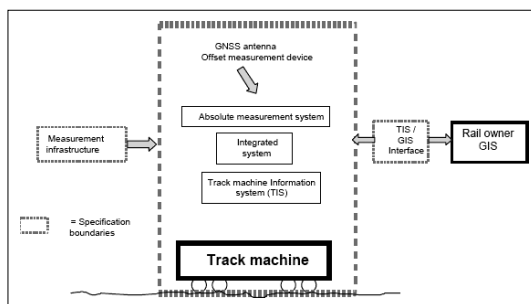 GNSS antenna
Offset measurement device
Absolute measurement system
Integrated
system
Track machine Information
system (TIS)
Measurement
infrastructure
TIS /
GIS
Interface
Rail owner
GIS
= Specification
boundaries
Track machine